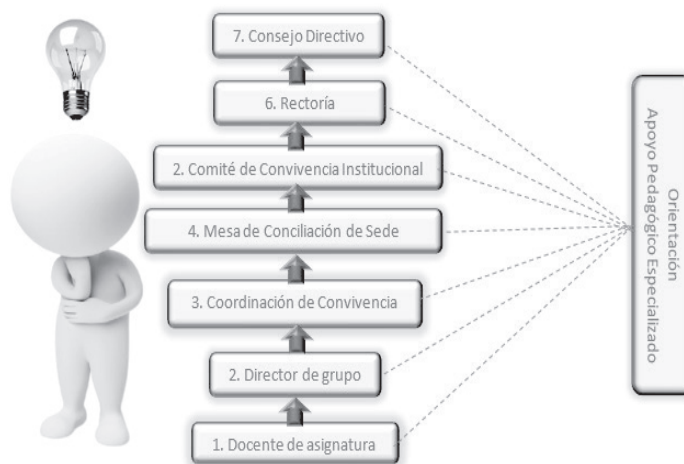 7. Consejo Directivo
6. Rectoría
2. Comité de Convivencia Institucional
4. Mesa de Conciliación de Sede
3. Coordinación de Convivencia
2. Director de grupo
1. Docente de asignatura
Orientación
Apoyo Pedagógico Especializado